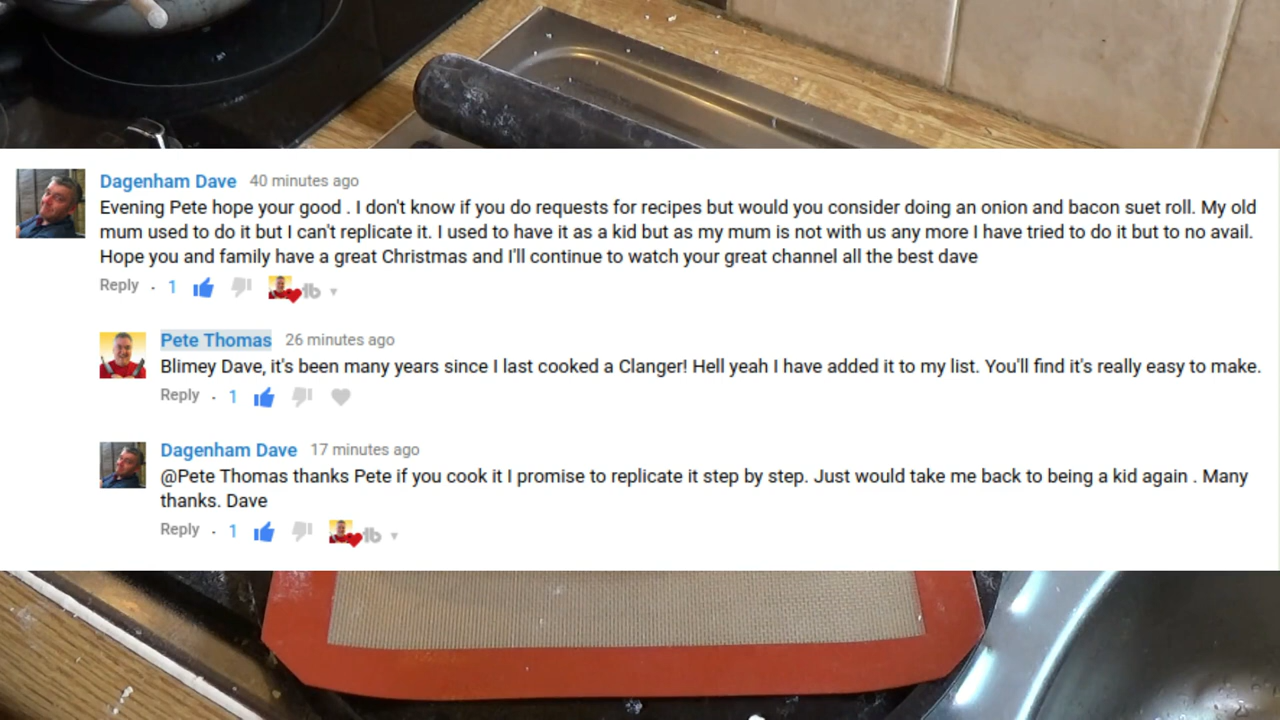 Dagenham Dave 40 minutes ago
Evening Pete hope your good . I don't know if you do requests for recipes but would you consider doing an onion and bacon suet roll. My old
mum used to do it but I can't replicate it. I used to have it as a kid but as my mum is not with us any more I have tried to do it but to no avail.
Hope you and family have a great Christmas and I'll continue to watch your great channel all the best dave
Reply . 1 tb ▾
Pete Thomas 26 minutes ago
Blimey Dave, it's been many years since I last cooked a Clanger! Hell yeah I have added it to my list. You'll find it's really easy to make.
Reply . 1
Dagenham Dave 17 minutes ago
@Pete Thomas thanks Pete if you cook it I promise to replicate it step by step. Just would take me back to being a kid again . Many
thanks. Dave
Reply . 1 tb ▾